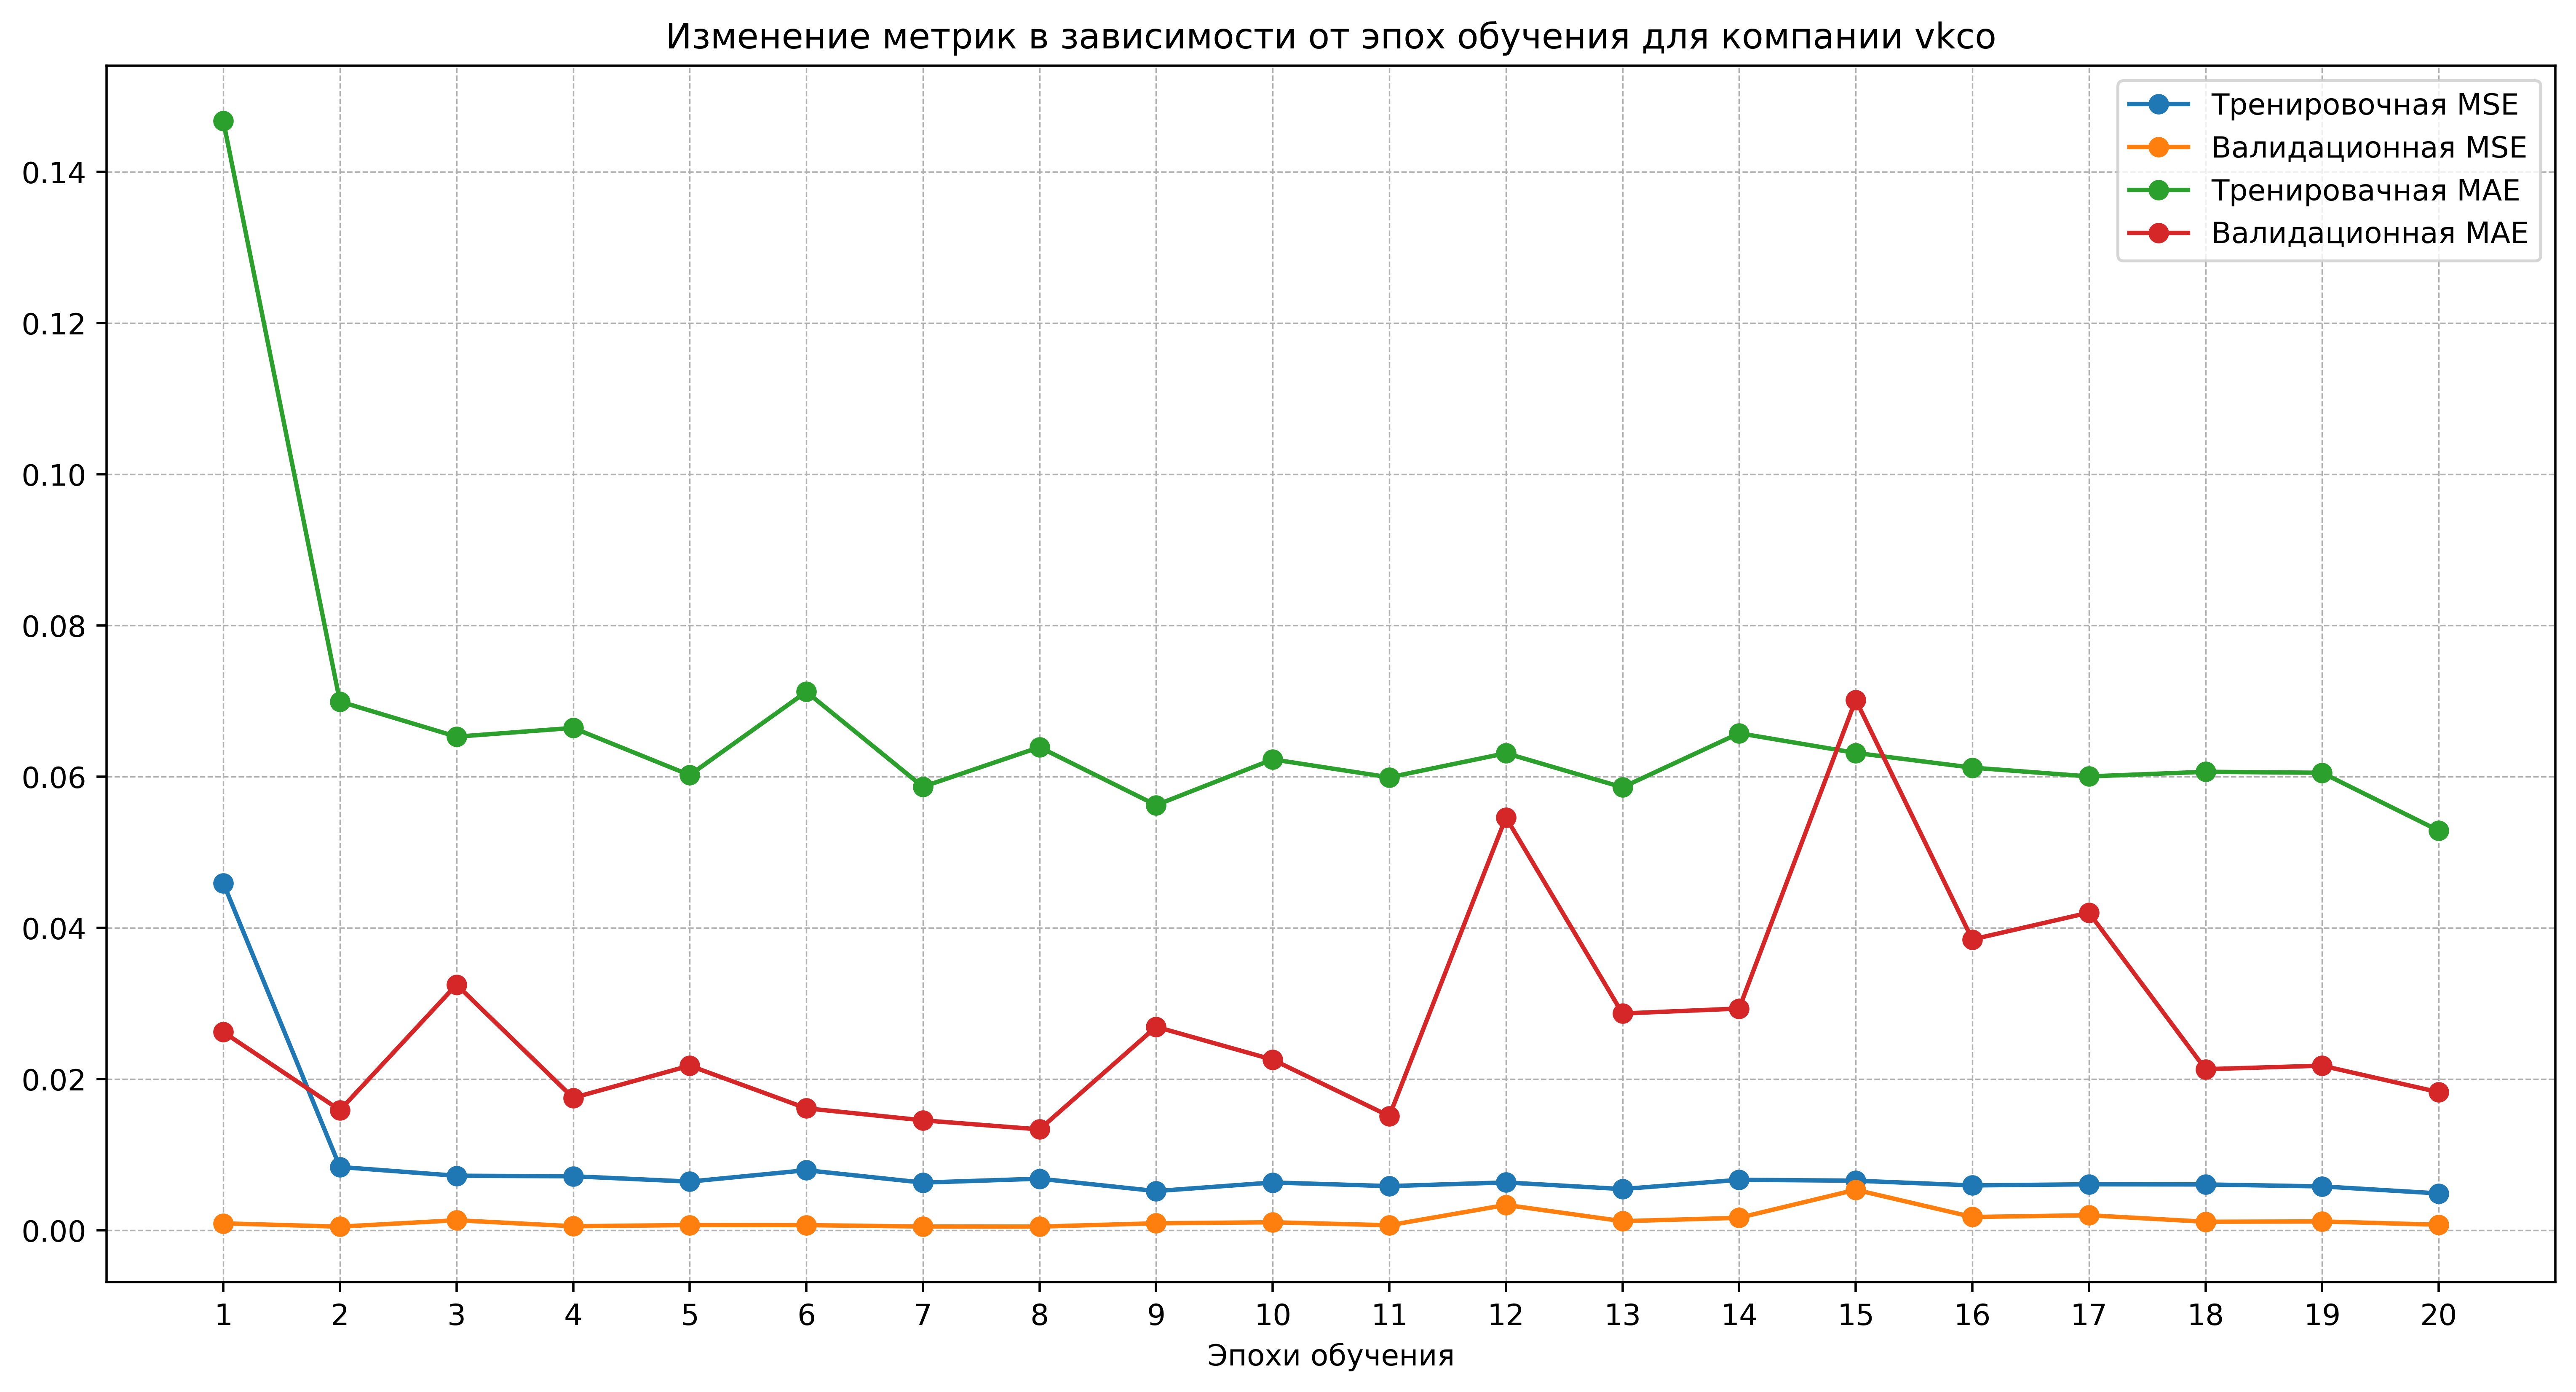 Изменение метрик в зависимости от эпох обучения для компании vkco
Тренировочная MSE
Валидационная MSE
Тренировачная MAE
Валидационная MAE
0.14
0.12
0.10
0.08
0.06
0.04
0.02
0.00
1 2 3 4 5 6 7 8 9 10 11 12 13 14 15 16 17 18 19 20
Эпохи обучения